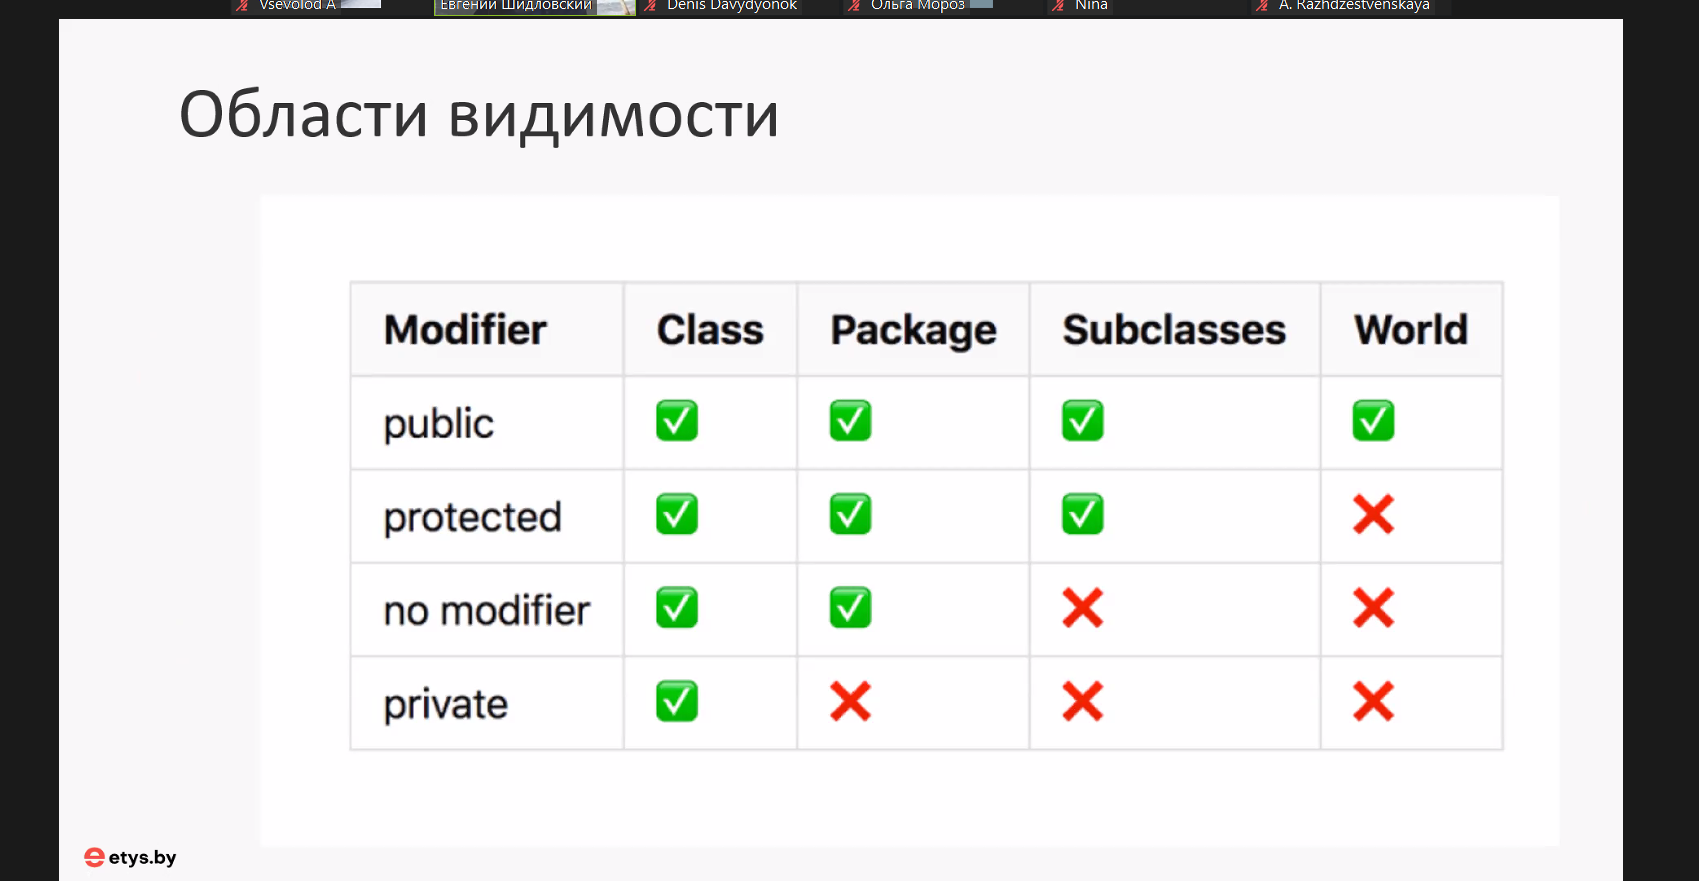 Vsevolod A
Евгений Шидловский
Denis Davydyonok
Ольга Мороз
Nina
A. Razhdzestvenskaya
Области видимости
Modifier Class Package Subclasses World
public ✅ ✅ ✅ ✅
protected ✅ ✅ ✅ ❌
no modifier ✅ ✅ ❌ ❌
private ✅ ❌ ❌ ❌
etys.by